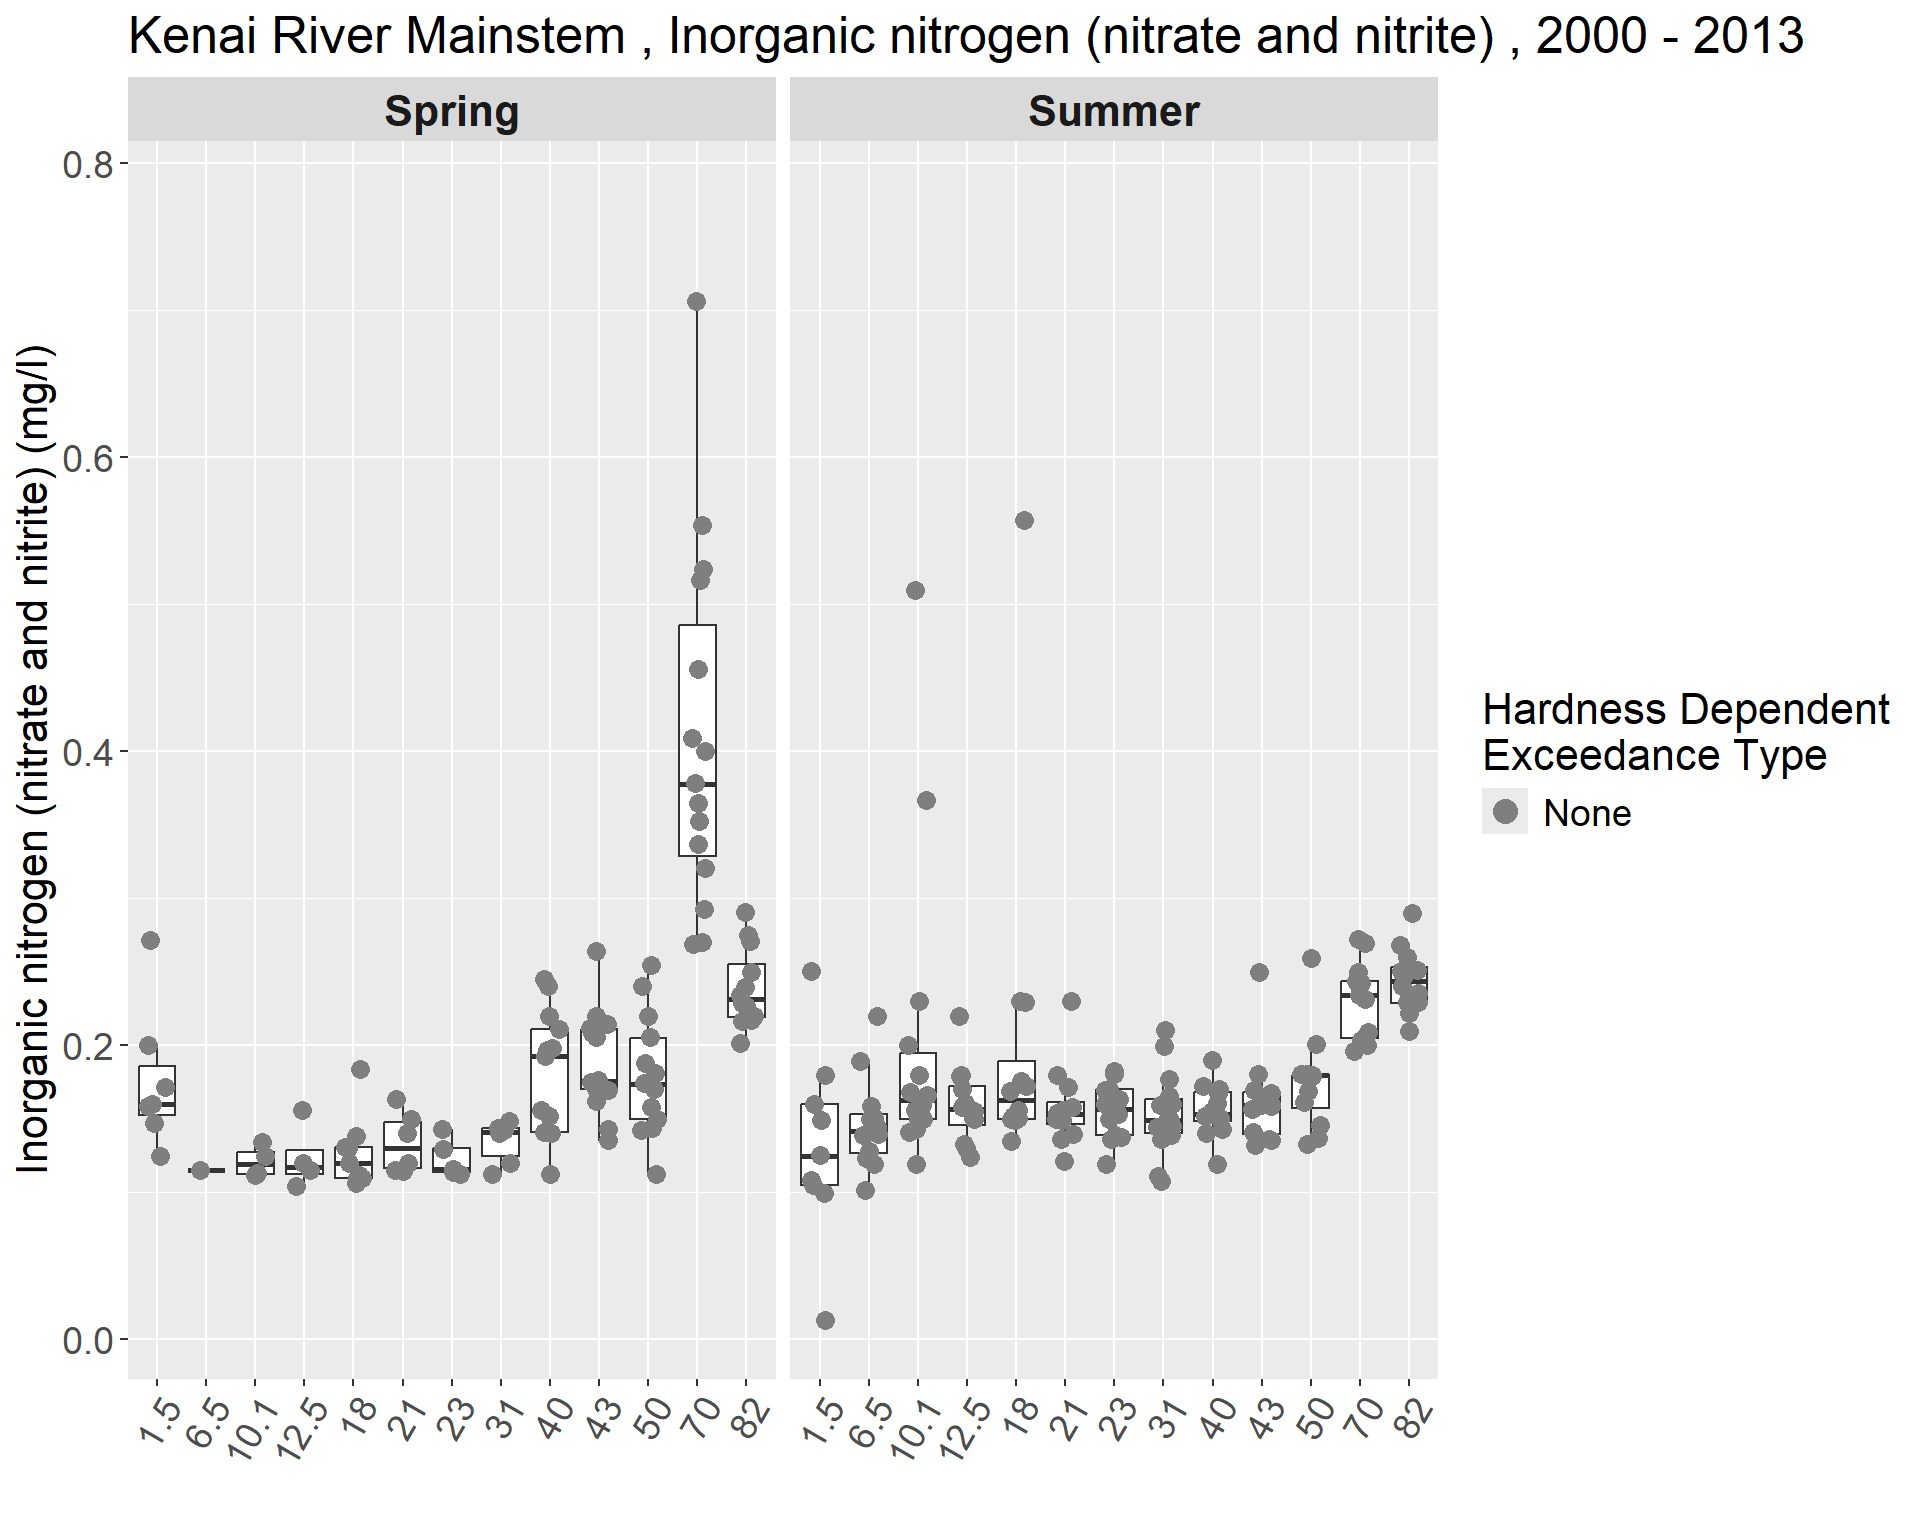 Kenai River Mainstem , Inorganic nitrogen (nitrate and nitrite) , 2000 - 2013
Spring
Summer
Inorganic nitrogen (nitrate and nitrite) (mg/l)
0.8
0.6
0.4
0.2
0.0
1.5 6.5 10.1 12.5 18 21 23 31 40 43 50 70 82
1.5 6.5 10.1 12.5 18 21 23 31 40 43 50 70 82
Hardness Dependent
Exceedance Type
None